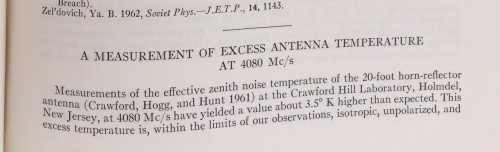 Breach).
Zel'dovich, Ya. B. 1962, Soviet Phys.—J.E.T.P., 14, 1143.
A MEASUREMENT OF EXCESS ANTENNA TEMPERATURE
AT 4080 Mc/s
Measurements of the effective zenith noise temperature of the 20-foot horn-reflector
antenna (Crawford, Hogg, and Hunt 1961) at the Crawford Hill Laboratory, Holmdel,
New Jersey, at 4080 Mc/s have yielded a value about 3.5° K higher than expected. This
excess temperature is, within the limits of our observations, isotropic, unpolarized, and